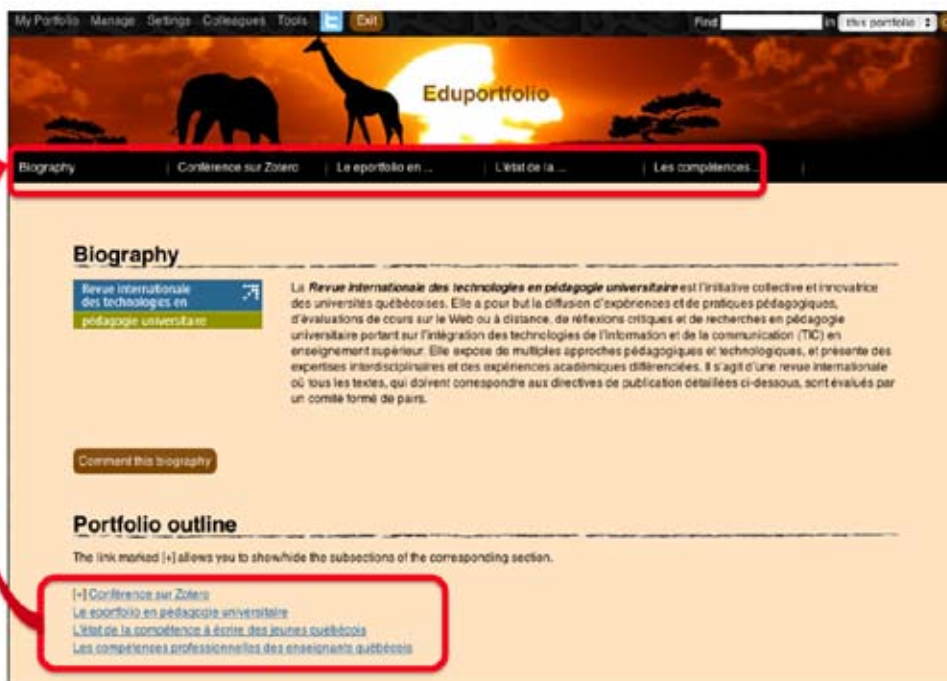 My Portfolio Manage Settings Colleagues Tools Exit Find in this portfolio
Eduportfolio
Biography Conférence sur Zotero Le eportfolio en ... L'état de la ... Les compétences ...
Biography
Revue internationale
des technologies en
pédagogie universitaire
La Revue internationale des technologies en pédagogie universitaire est l'initiative collective et innovatrice
des universités québécoises. Elle a pour but la diffusion d'expériences et de pratiques pédagogiques,
d'évaluations de cours sur le Web ou à distance, de réflexions critiques et de recherches en pédagogie
universitaire portant sur l'intégration des technologies de l'information et de la communication (TIC) en
enseignement supérieur. Elle expose de multiples approches pédagogiques et technologiques, et présente des
expertises interdisciplinaires et des expériences académiques différenciées. Il s'agit d'une revue internationale
où tous les textes, qui doivent correspondre aux directives de publication détaillées ci-dessous, sont évalués par
un comité formé de pairs.
Comment this biography
Portfolio outline
The link marked [+] allows you to show/hide the subsections of the corresponding section.
[+] Conférence sur Zotero
Le eportfolio en pédagogie universitaire
L'état de la compétence à écrire des jeunes québécois
Les compétences professionnelles des enseignants québécois